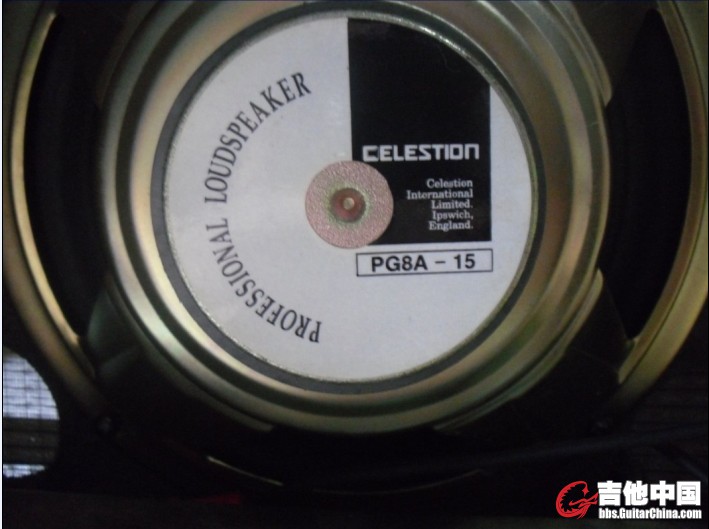 PROFESSIONAL LOUDSPEAKER
CELESTION
Celestion
International
Limited.
Ipswich,
England.
PG8A - 15
吉他中国
bbs.GuitarChina.com